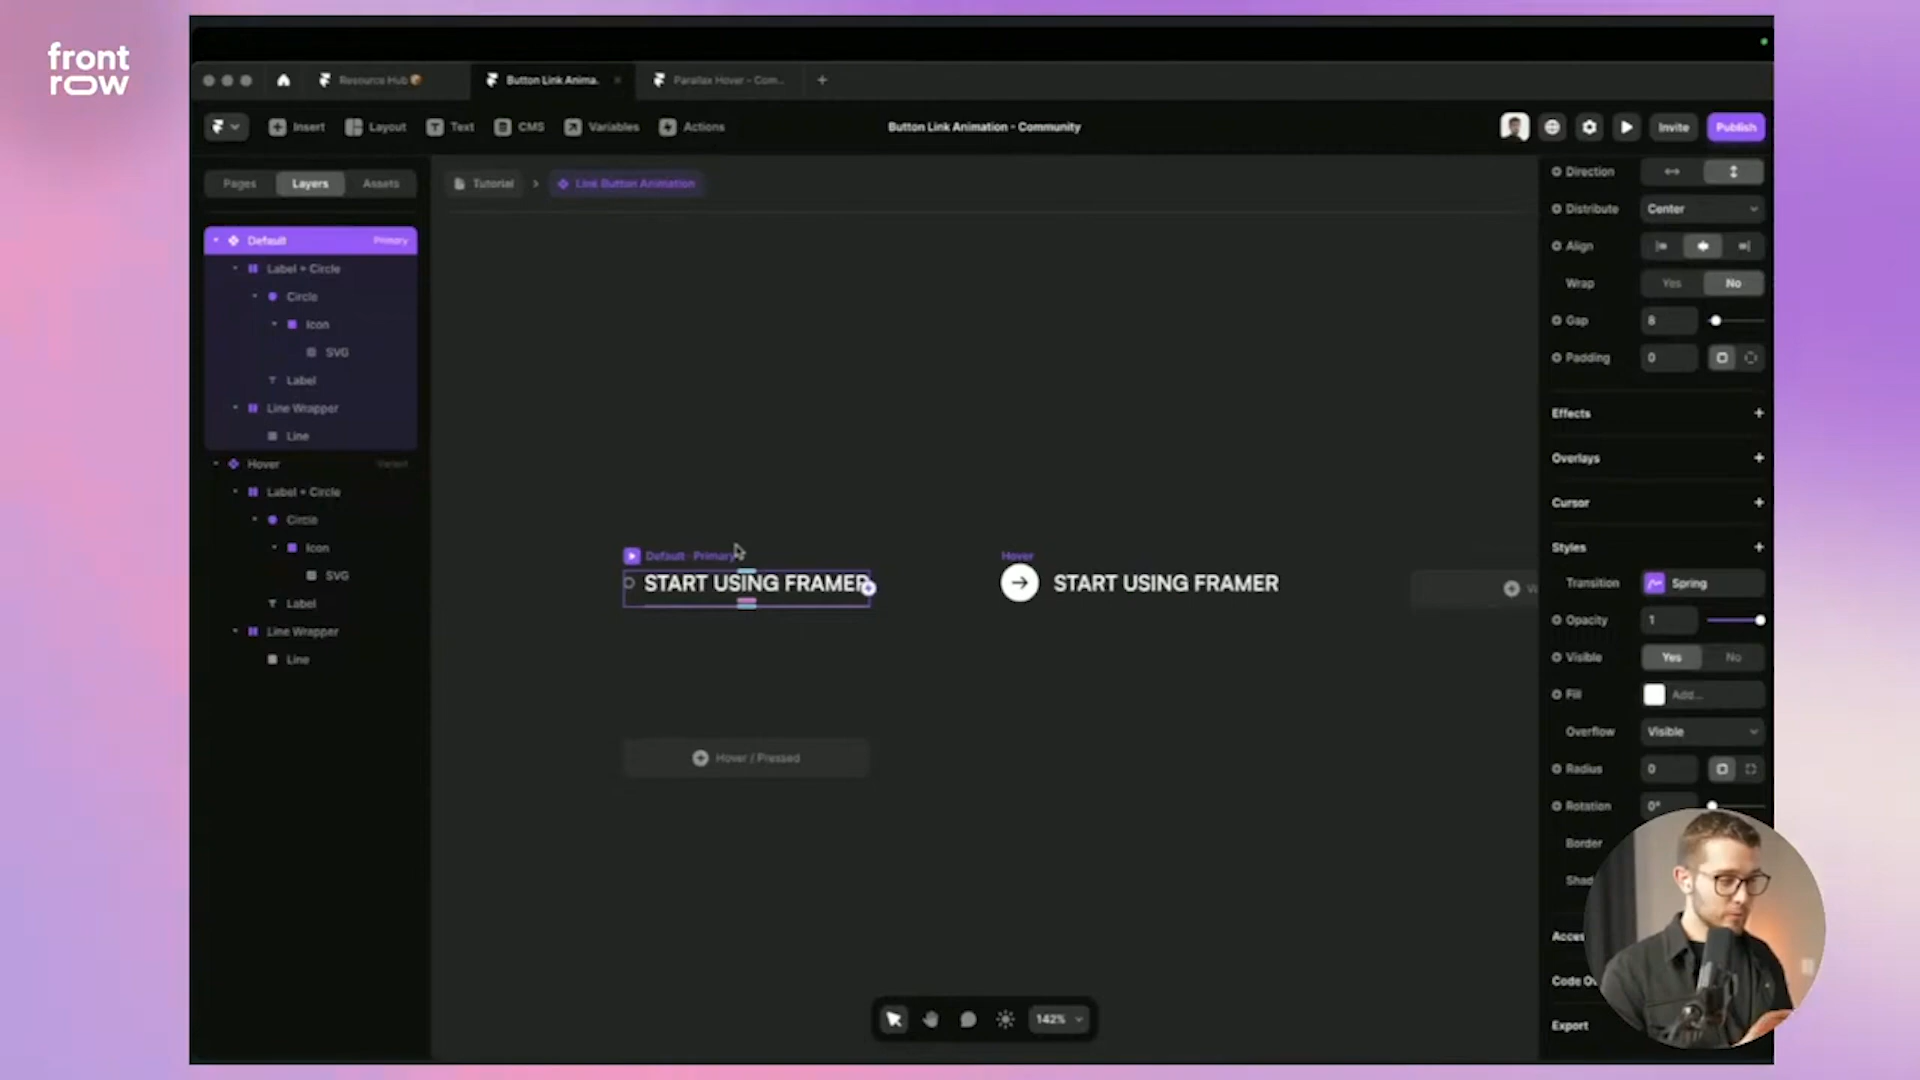 front
row
Resource Hub
Button Link Anima.
Parallax Hover - Com...
Insert
Layout
Text
CMS
Variables
Actions
Button Link Animation - Community
Invite
Publish
Pages
Layers
Assets
Tutorial
Link Button Animation
Default
Primary
Label + Circle
Circle
Icon
SVG
Label
Line Wrapper
Line
Hover
Variant
Label + Circle
Circle
Icon
SVG
Label
Line Wrapper
Line
Default · Primary
START USING FRAMER
Hover
START USING FRAMER
Hover / Pressed
142%
Direction
Distribute
Center
Align
Wrap
Yes
No
Gap
8
Padding
0
Effects
Overlays
Cursor
Styles
Transition
Spring
Opacity
1
Visible
Yes
No
Fill
Add...
Overflow
Visible
Radius
0
Rotation
0°
Border
Shad
Acces
Code O
Export